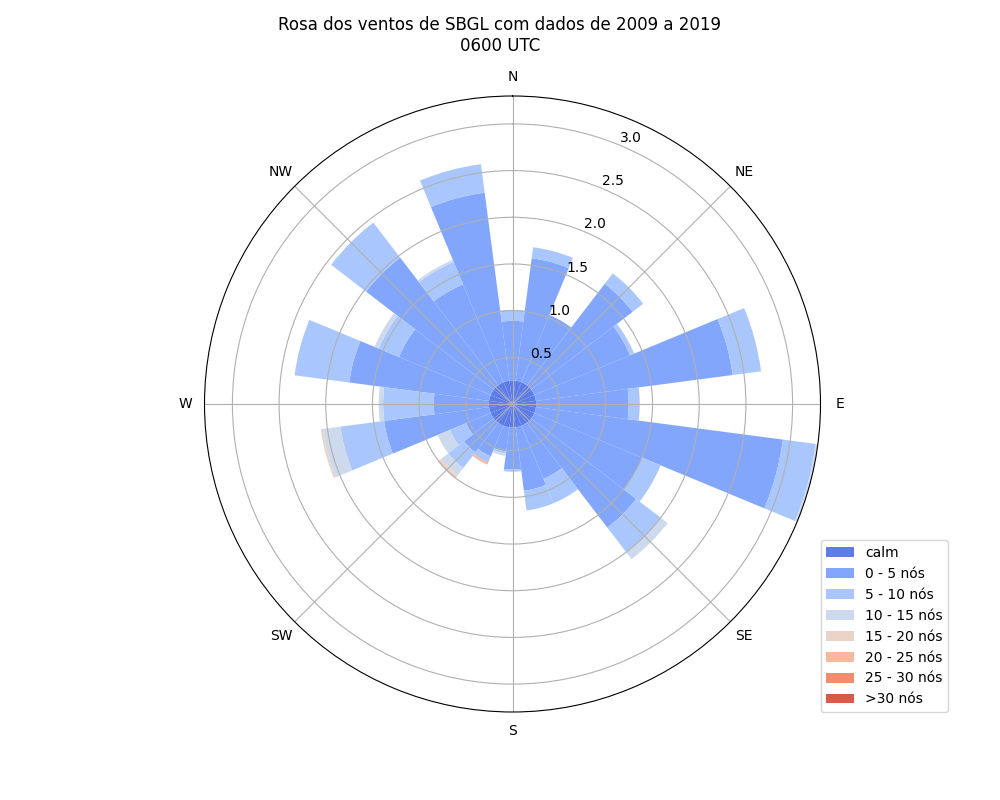 Rosa dos ventos de SBGL com dados de 2009 a 2019
0600 UTC
N
NW
NE
3.0
2.5
2.0
1.5
1.0
0.5
W
E
SW
SE
S
calm
0 - 5 nós
5 - 10 nós
10 - 15 nós
15 - 20 nós
20 - 25 nós
25 - 30 nós
>30 nós